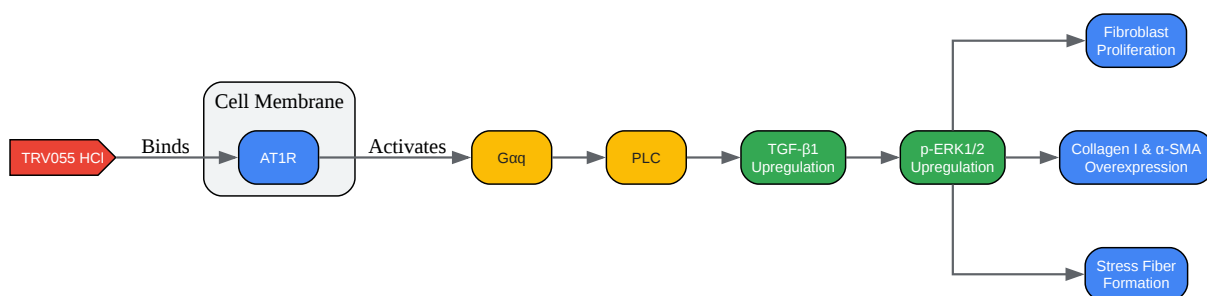 Fibroblast
Proliferation
Cell Membrane
TRV055 HCl
Binds
AT1R
Activates
Gαq
PLC
TGF-β1
Upregulation
p-ERK1/2
Upregulation
Collagen I & α-SMA
Overexpression
Stress Fiber
Formation